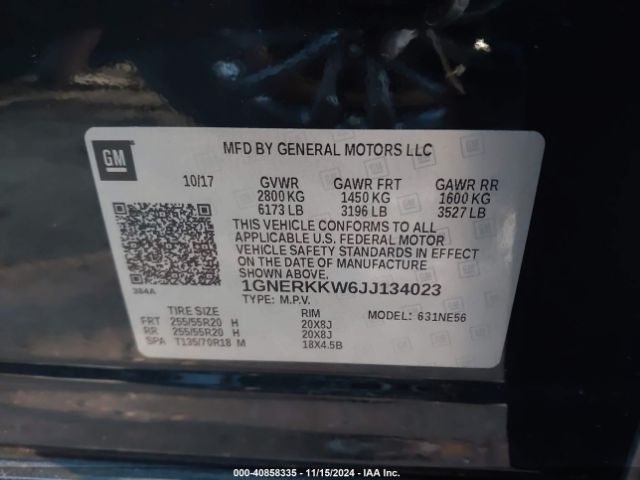 GM
MFD BY GENERAL MOTORS LLC
10/17 GVWR GAWR FRT GAWR RR
2800 KG 1450 KG 1600 KG
6173 LB 3196 LB 3527 LB
THIS VEHICLE CONFORMS TO ALL
APPLICABLE U.S. FEDERAL MOTOR
VEHICLE SAFETY STANDARDS IN EFFECT
ON THE DATE OF MANUFACTURE
SHOWN ABOVE.
384A
1GNERKKW6JJ134023
TYPE: M.P.V.
TIRE SIZE RIM MODEL: 631NE56
FRT 255/55R20 H 20X8J
RR 255/55R20 H 20X8J
SPA T135/70R18 M 18X4.5B
000-40858335 - 11/15/2024 - IAA Inc.